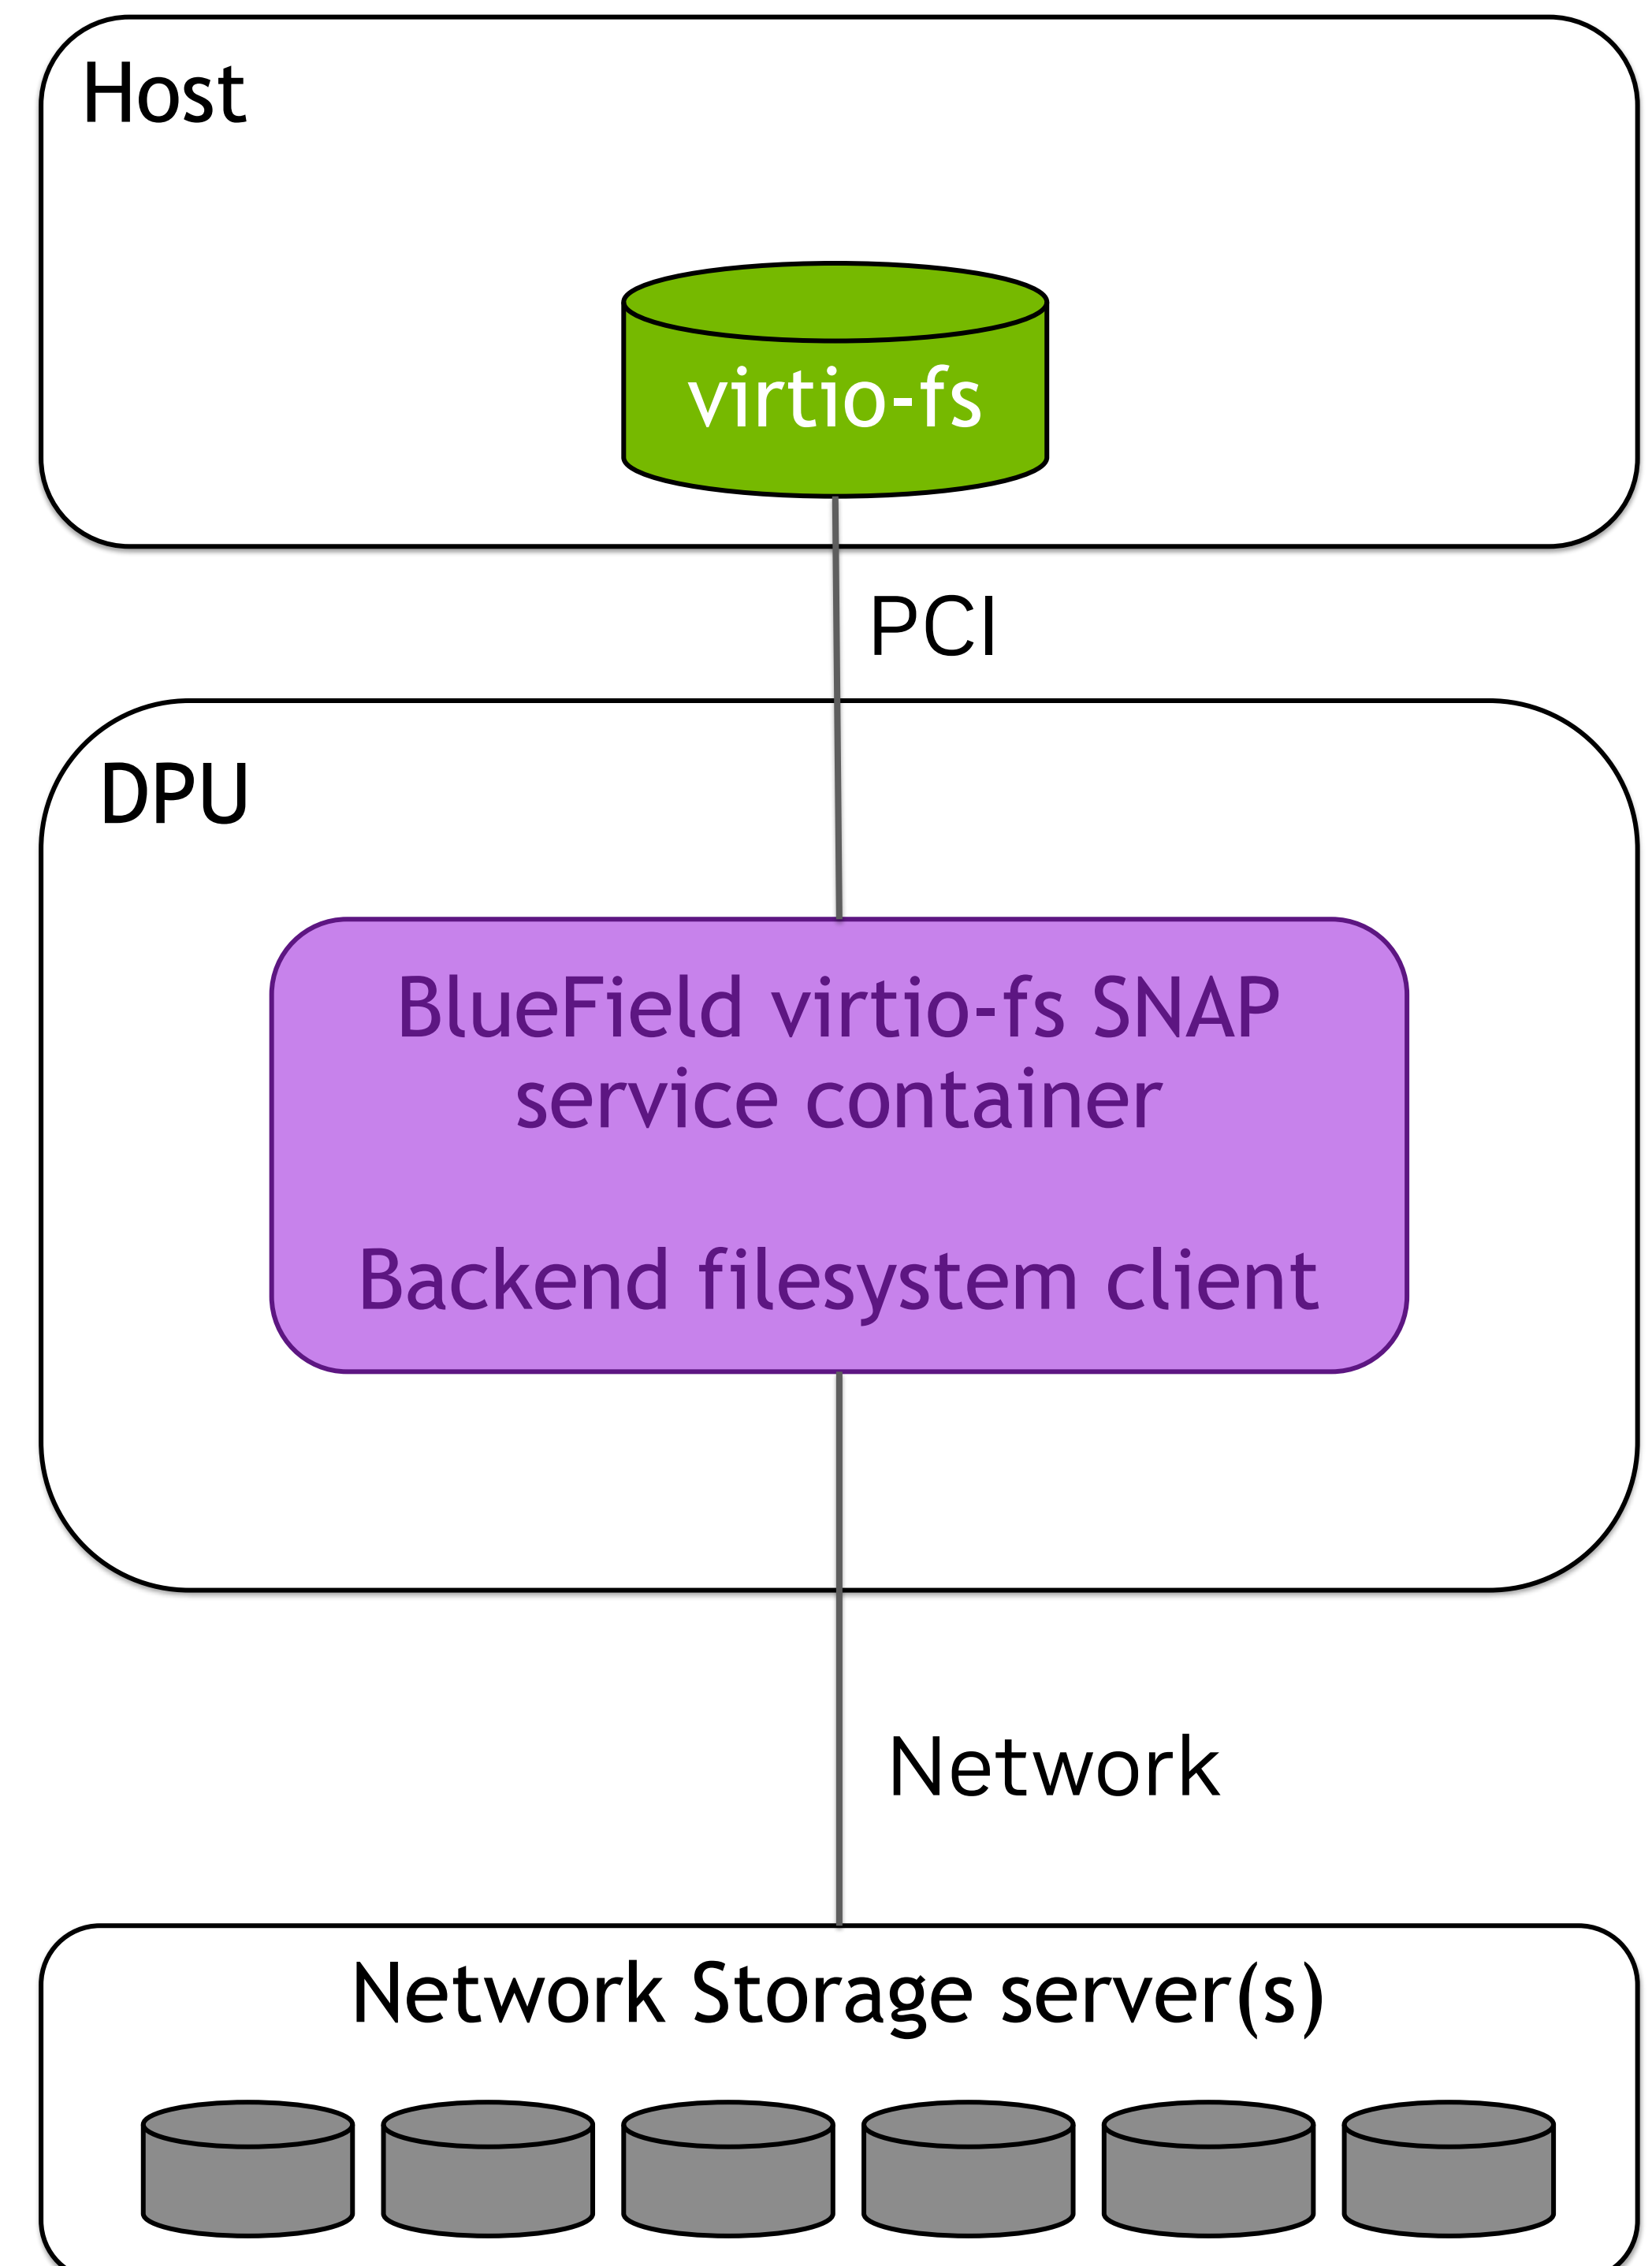 Host
virtio-fs
PCI
DPU
BlueField virtio-fs SNAP
service container
Backend filesystem client
Network
Network Storage server(s)